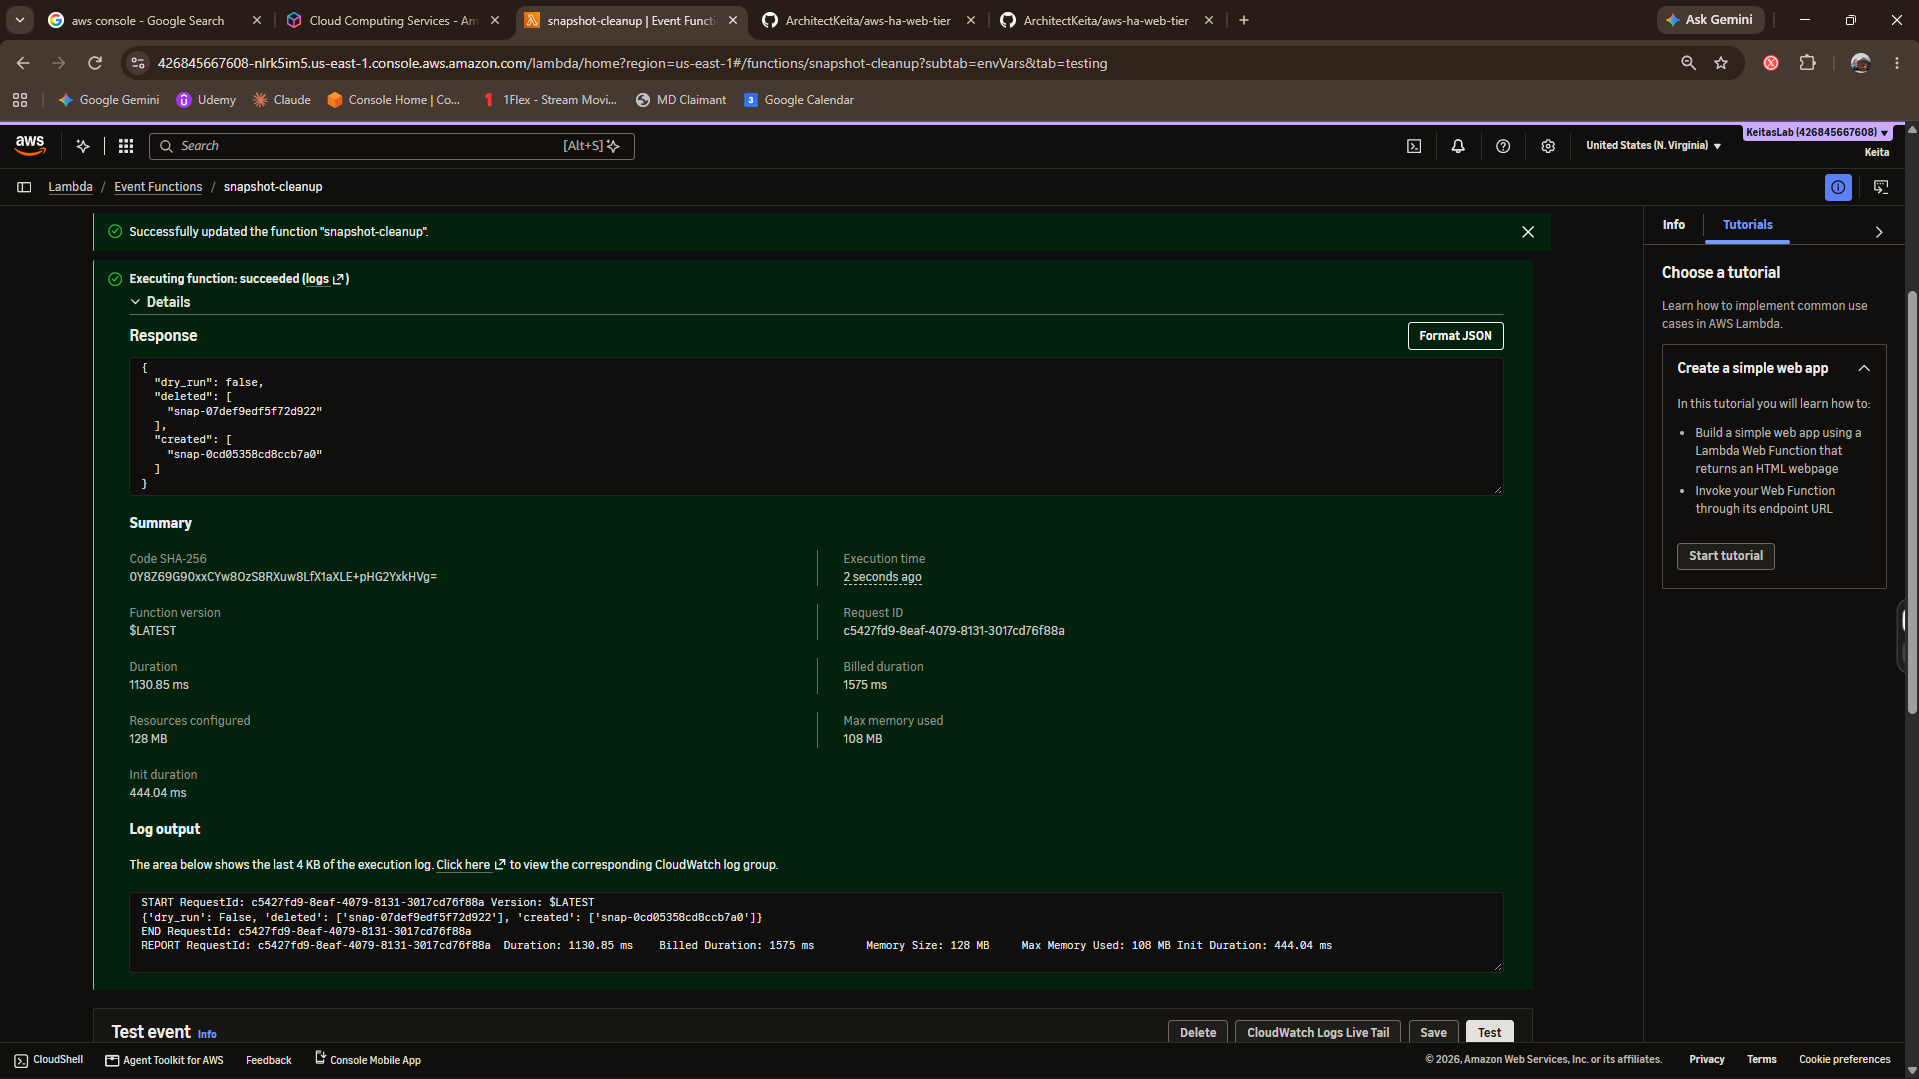 aws console - Google Search
Cloud Computing Services - Am
snapshot-cleanup | Event Functi
ArchitectKeita/aws-ha-web-tier
ArchitectKeita/aws-ha-web-tier
Ask Gemini
426845667608-nlrk5im5.us-east-1.console.aws.amazon.com/lambda/home?region=us-east-1#/functions/snapshot-cleanup?subtab=envVars&tab=testing
Google Gemini
Udemy
Claude
Console Home | Co...
1Flex - Stream Movi...
MD Claimant
3
Google Calendar
aws
Search
[Alt+S]
United States (N. Virginia)
KeitasLab (426845667608)
Keita
Lambda / Event Functions / snapshot-cleanup
Successfully updated the function "snapshot-cleanup".
Executing function: succeeded (logs)
Details
Response
Format JSON
{
"dry_run": false,
"deleted": [
"snap-07def9edf5f72d922"
],
"created": [
"snap-0cd05358cd8ccb7a0"
]
}
Summary
Code SHA-256
0Y8Z69G90xxCYw8OzS8RXuw8LfX1aXLE+pHG2YxkHVg=
Execution time
2 seconds ago
Function version
$LATEST
Request ID
c5427fd9-8eaf-4079-8131-3017cd76f88a
Duration
1130.85 ms
Billed duration
1575 ms
Resources configured
128 MB
Max memory used
108 MB
Init duration
444.04 ms
Log output
The area below shows the last 4 KB of the execution log. Click here to view the corresponding CloudWatch log group.
START RequestId: c5427fd9-8eaf-4079-8131-3017cd76f88a Version: $LATEST
{'dry_run': False, 'deleted': ['snap-07def9edf5f72d922'], 'created': ['snap-0cd05358cd8ccb7a0']}
END RequestId: c5427fd9-8eaf-4079-8131-3017cd76f88a
REPORT RequestId: c5427fd9-8eaf-4079-8131-3017cd76f88a Duration: 1130.85 ms Billed Duration: 1575 ms Memory Size: 128 MB Max Memory Used: 108 MB Init Duration: 444.04 ms
Test event Info
Delete
CloudWatch Logs Live Tail
Save
Test
Info
Tutorials
Choose a tutorial
Learn how to implement common use
cases in AWS Lambda.
Create a simple web app
In this tutorial you will learn how to:
• Build a simple web app using a
Lambda Web Function that
returns an HTML webpage
• Invoke your Web Function
through its endpoint URL
Start tutorial
CloudShell
Agent Toolkit for AWS
Feedback
Console Mobile App
© 2026, Amazon Web Services, Inc. or its affiliates.
Privacy
Terms
Cookie preferences